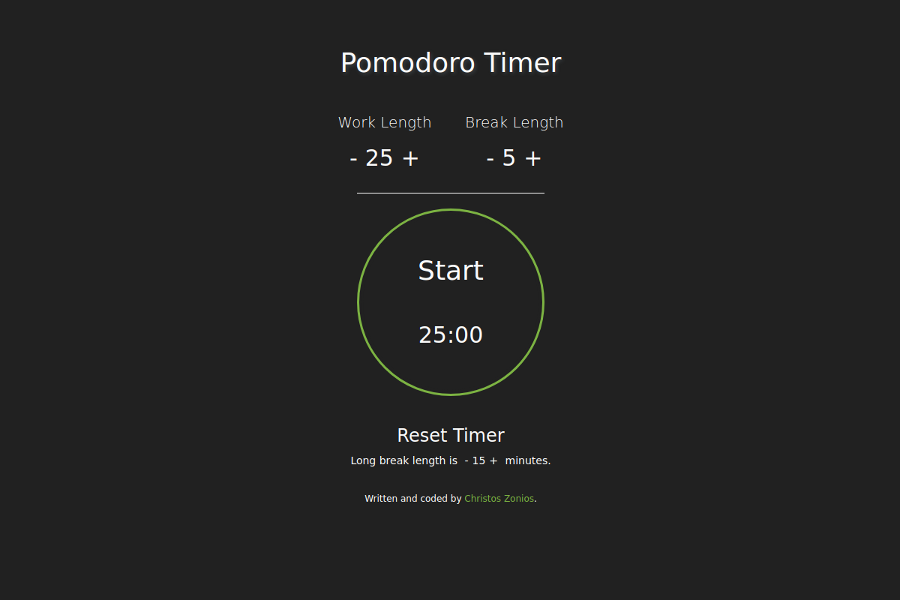 Pomodoro Timer
Work Length Break Length
- 25 + - 5 +
Start
25:00
Reset Timer
Long break length is - 15 + minutes.
Written and coded by Christos Zonios.